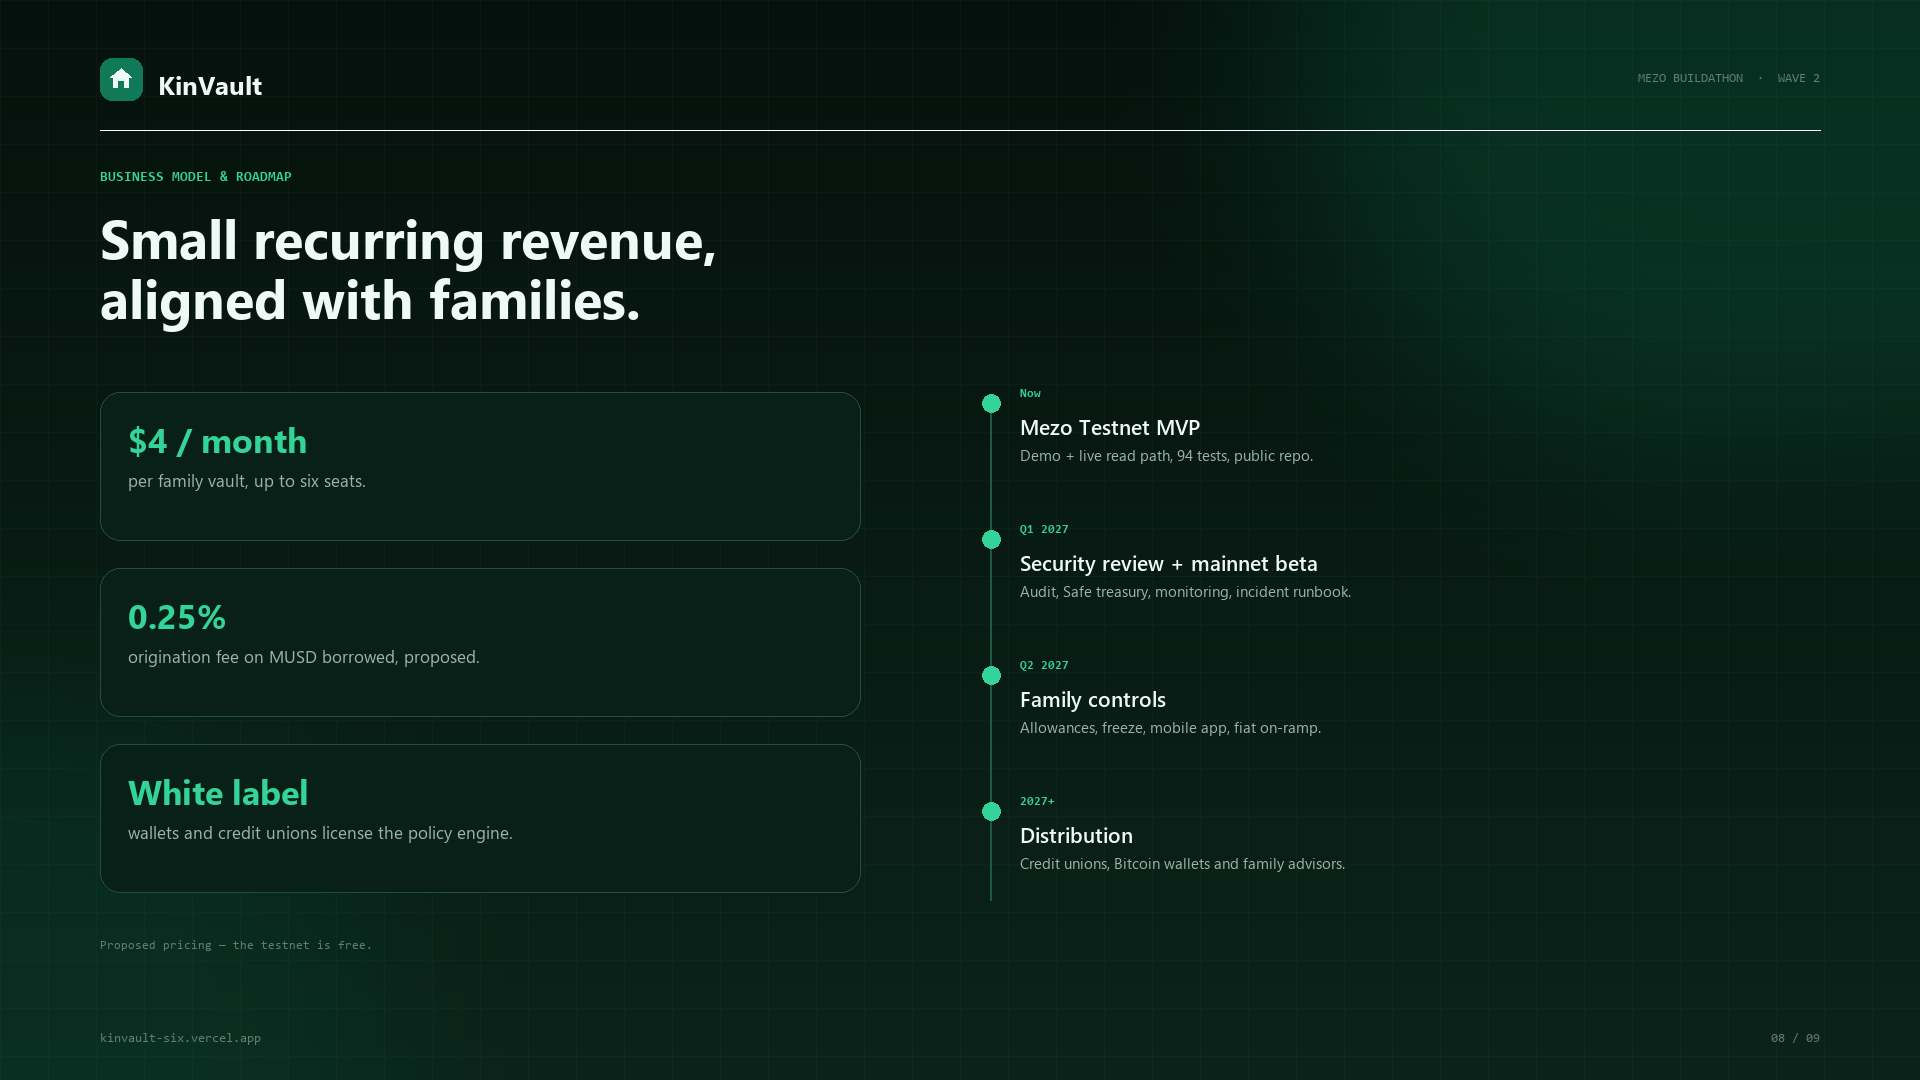 KinVault
MEZO BUILDATHON · WAVE 2
BUSINESS MODEL & ROADMAP
Small recurring revenue,
aligned with families.
$4 / month
per family vault, up to six seats.
0.25%
origination fee on MUSD borrowed, proposed.
White label
wallets and credit unions license the policy engine.
Now
Mezo Testnet MVP
Demo + live read path, 94 tests, public repo.
Q1 2027
Security review + mainnet beta
Audit, Safe treasury, monitoring, incident runbook.
Q2 2027
Family controls
Allowances, freeze, mobile app, fiat on-ramp.
2027+
Distribution
Credit unions, Bitcoin wallets and family advisors.
Proposed pricing — the testnet is free.
kinvault-six.vercel.app
08 / 09